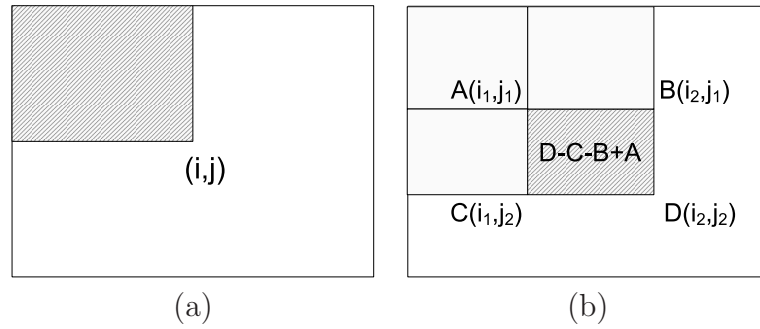 A(i₁,j₁) B(i₂,j₁)
D-C-B+A
(i,j)
C(i₁,j₂) D(i₂,j₂)
(a) (b)